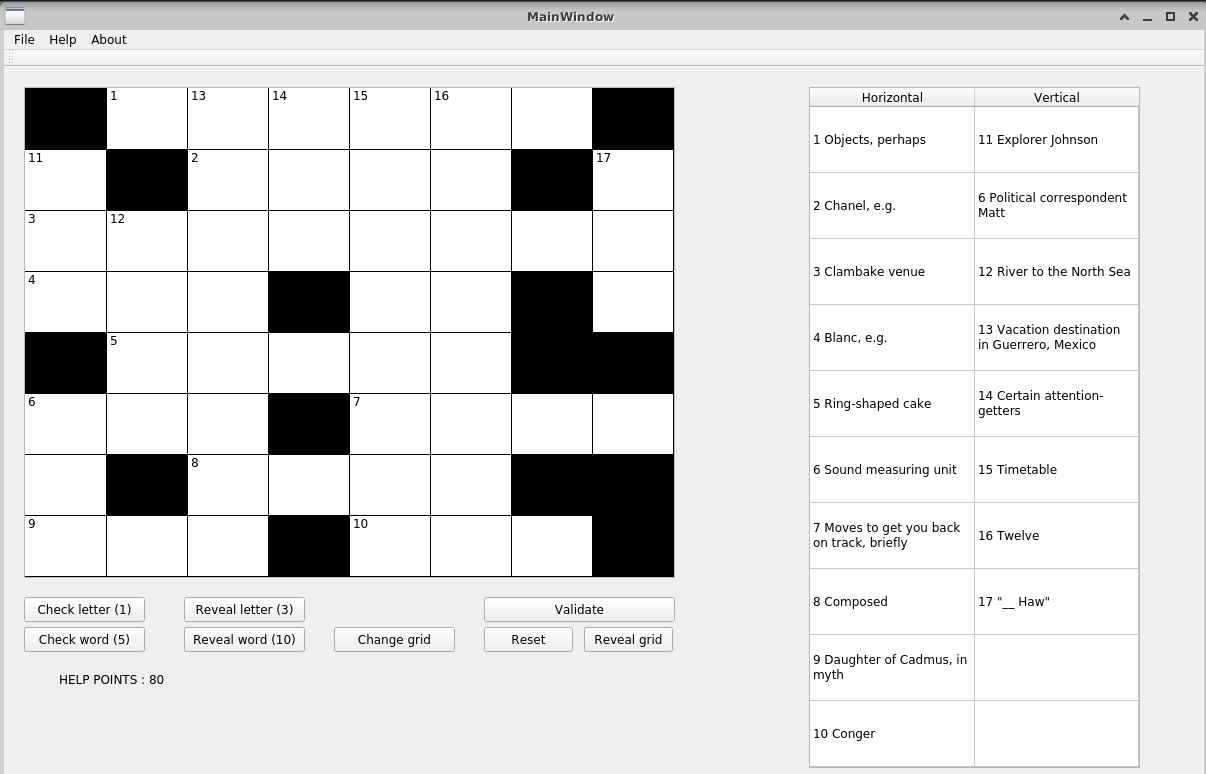 MainWindow
File Help About
1 13 14 15 16
11 2 17
3 12
4
5
6 7
8
9 10
Check letter (1) Reveal letter (3) Validate
Check word (5) Reveal word (10) Change grid Reset Reveal grid
HELP POINTS : 80
Horizontal Vertical
1 Objects, perhaps
11 Explorer Johnson
2 Chanel, e.g.
6 Political correspondent
Matt
3 Clambake venue
12 River to the North Sea
4 Blanc, e.g.
13 Vacation destination
in Guerrero, Mexico
5 Ring-shaped cake
14 Certain attention-
getters
6 Sound measuring unit
15 Timetable
7 Moves to get you back
on track, briefly
16 Twelve
8 Composed
17 "__ Haw"
9 Daughter of Cadmus, in
myth
10 Conger